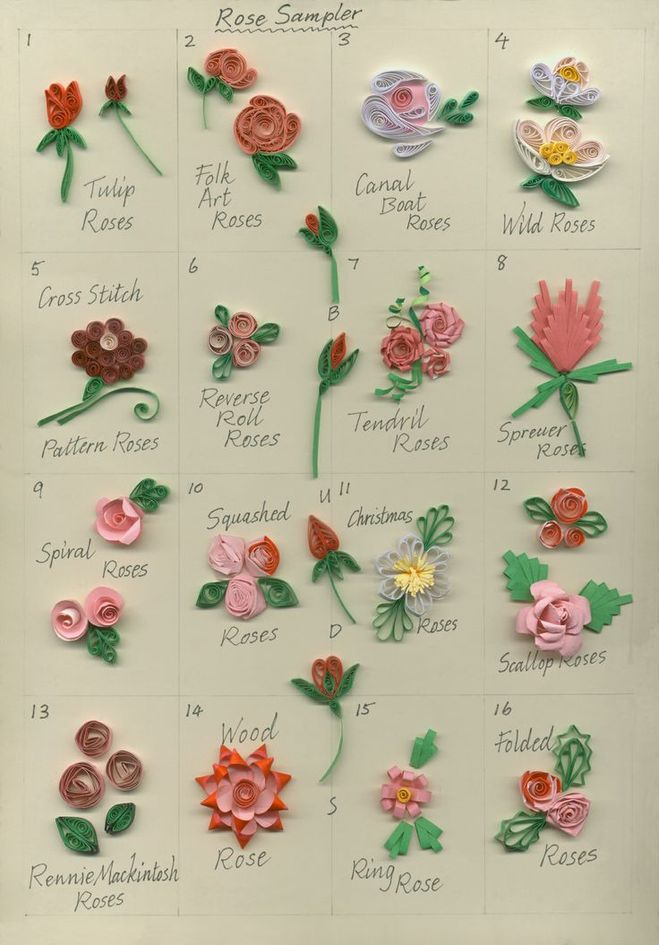 Rose Sampler
1
Tulip
Roses
2
Folk
Art
Roses
3
Canal
Boat
Roses
4
Wild Roses
5
Cross Stitch
Pattern Roses
6
Reverse
Roll
Roses
B
U
D
S
7
Tendril
Roses
8
Spreuer
Roses
9
Spiral
Roses
10
Squashed
Roses
11
Christmas
Roses
12
Scallop Roses
13
Rennie Mackintosh
Roses
14
Wood
Rose
15
Ring Rose
16
Folded
Roses